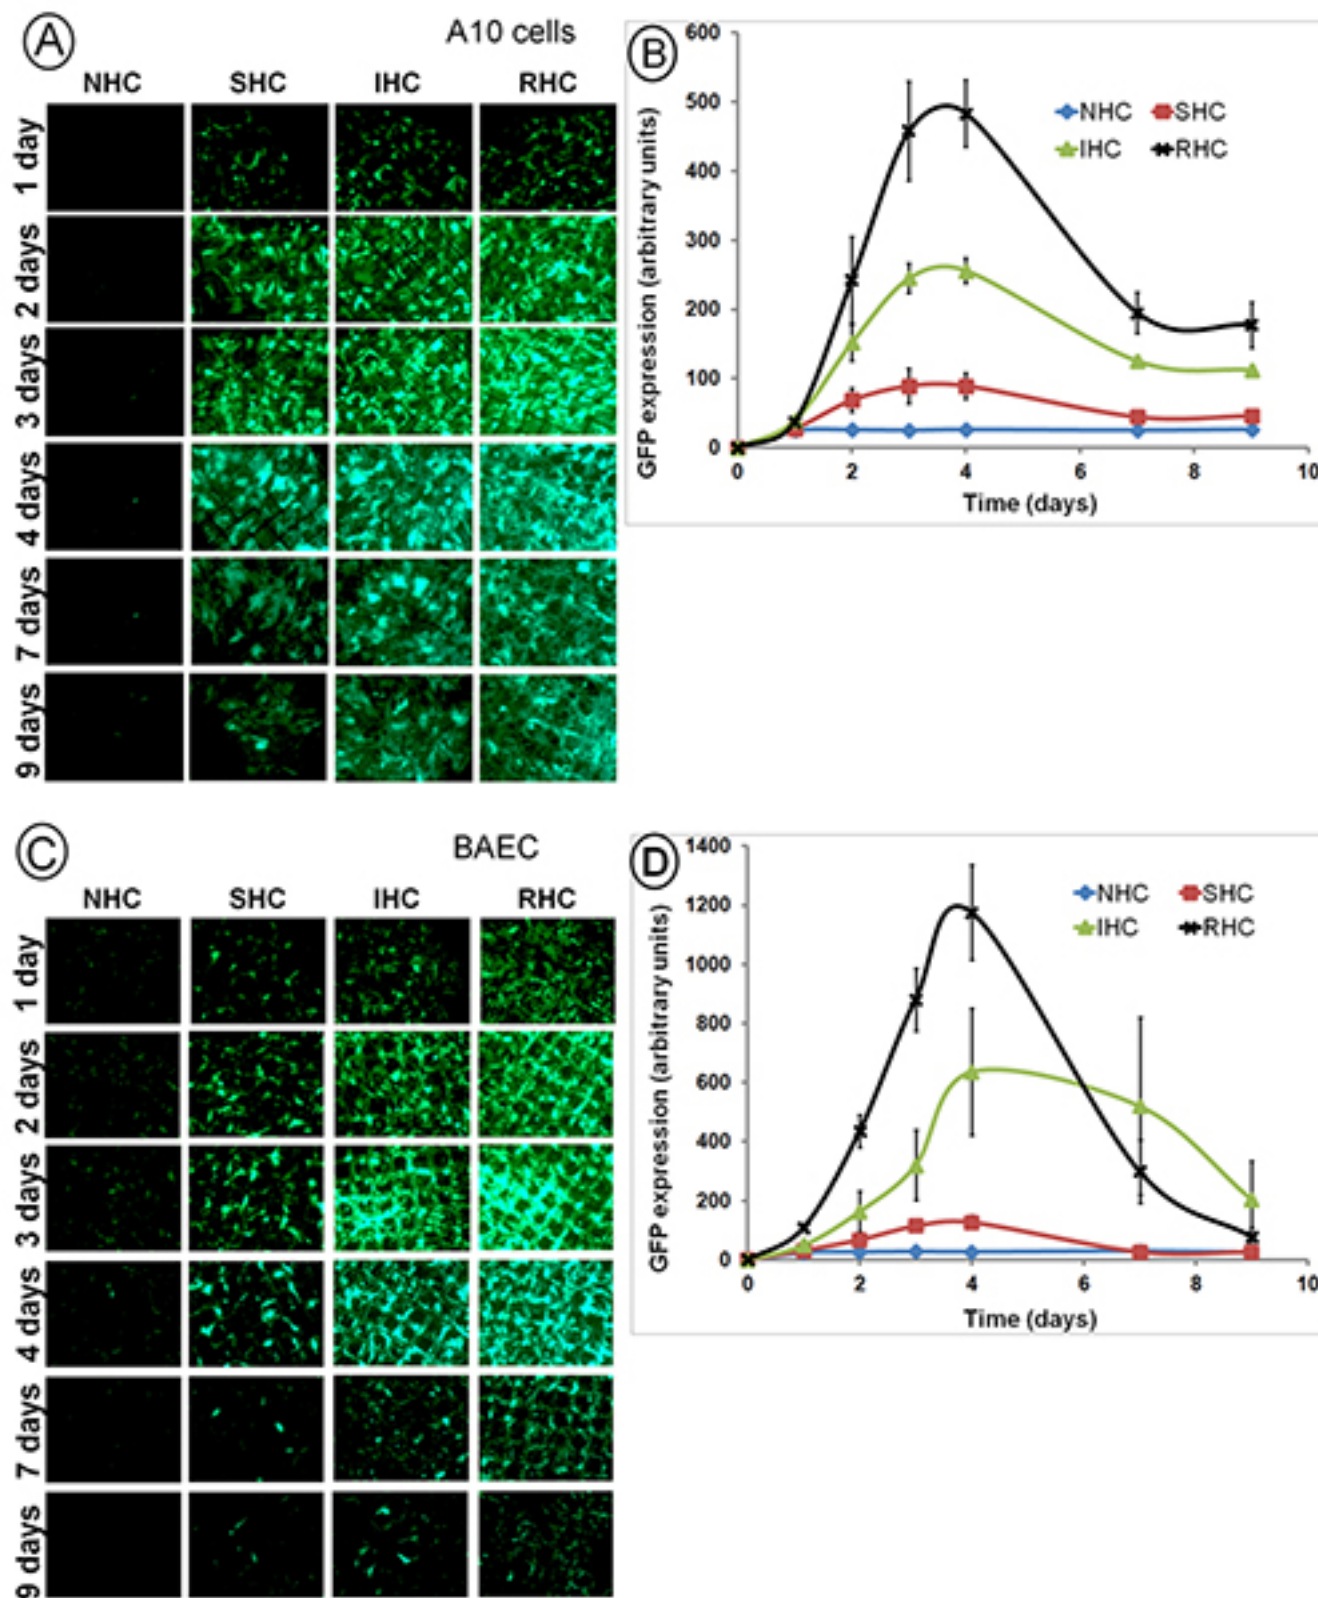 A
A10 cells
NHC SHC IHC RHC
1 day
2 days
3 days
4 days
7 days
9 days
B
GFP expression (arbitrary units)
600
500
400
300
200
100
0
NHC SHC
IHC RHC
0 2 4 6 8 10
Time (days)
C
BAEC
NHC SHC IHC RHC
1 day
2 days
3 days
4 days
7 days
9 days
D
GFP expression (arbitrary units)
1400
1200
1000
800
600
400
200
0
NHC SHC
IHC RHC
0 2 4 6 8 10
Time (days)